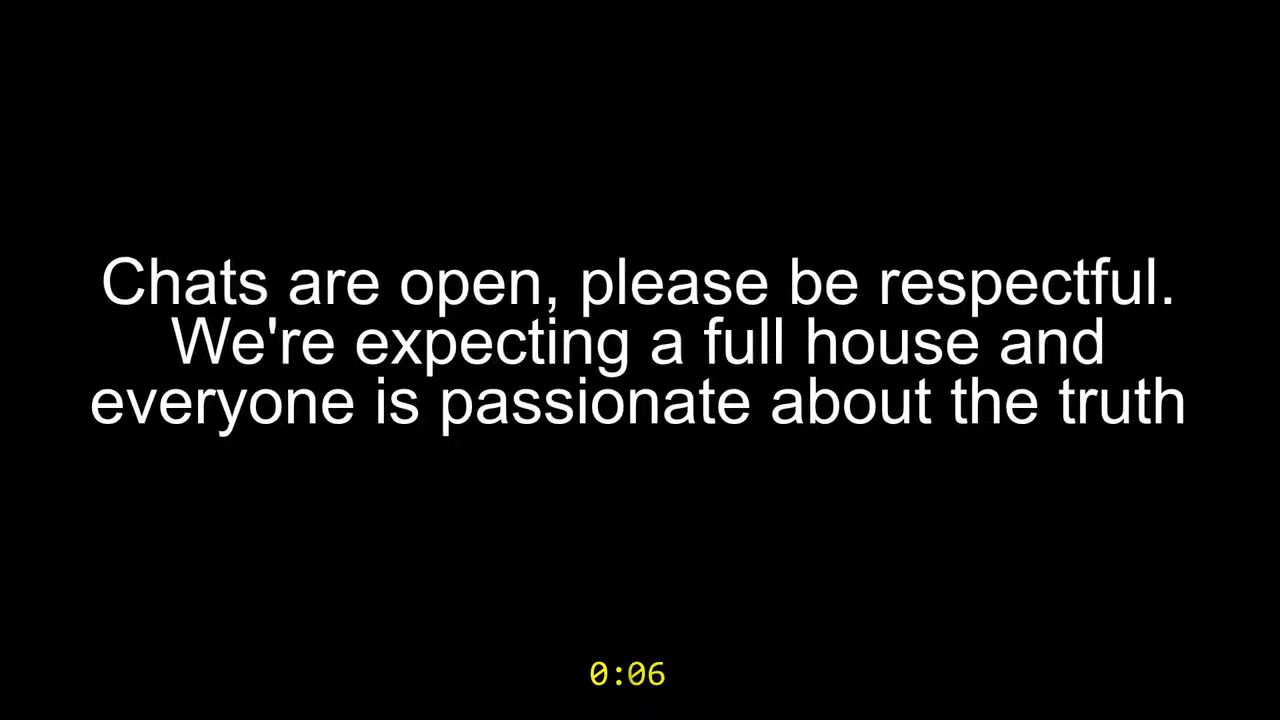 Chats are open, please be respectful.
We're expecting a full house and
everyone is passionate about the truth
0:06